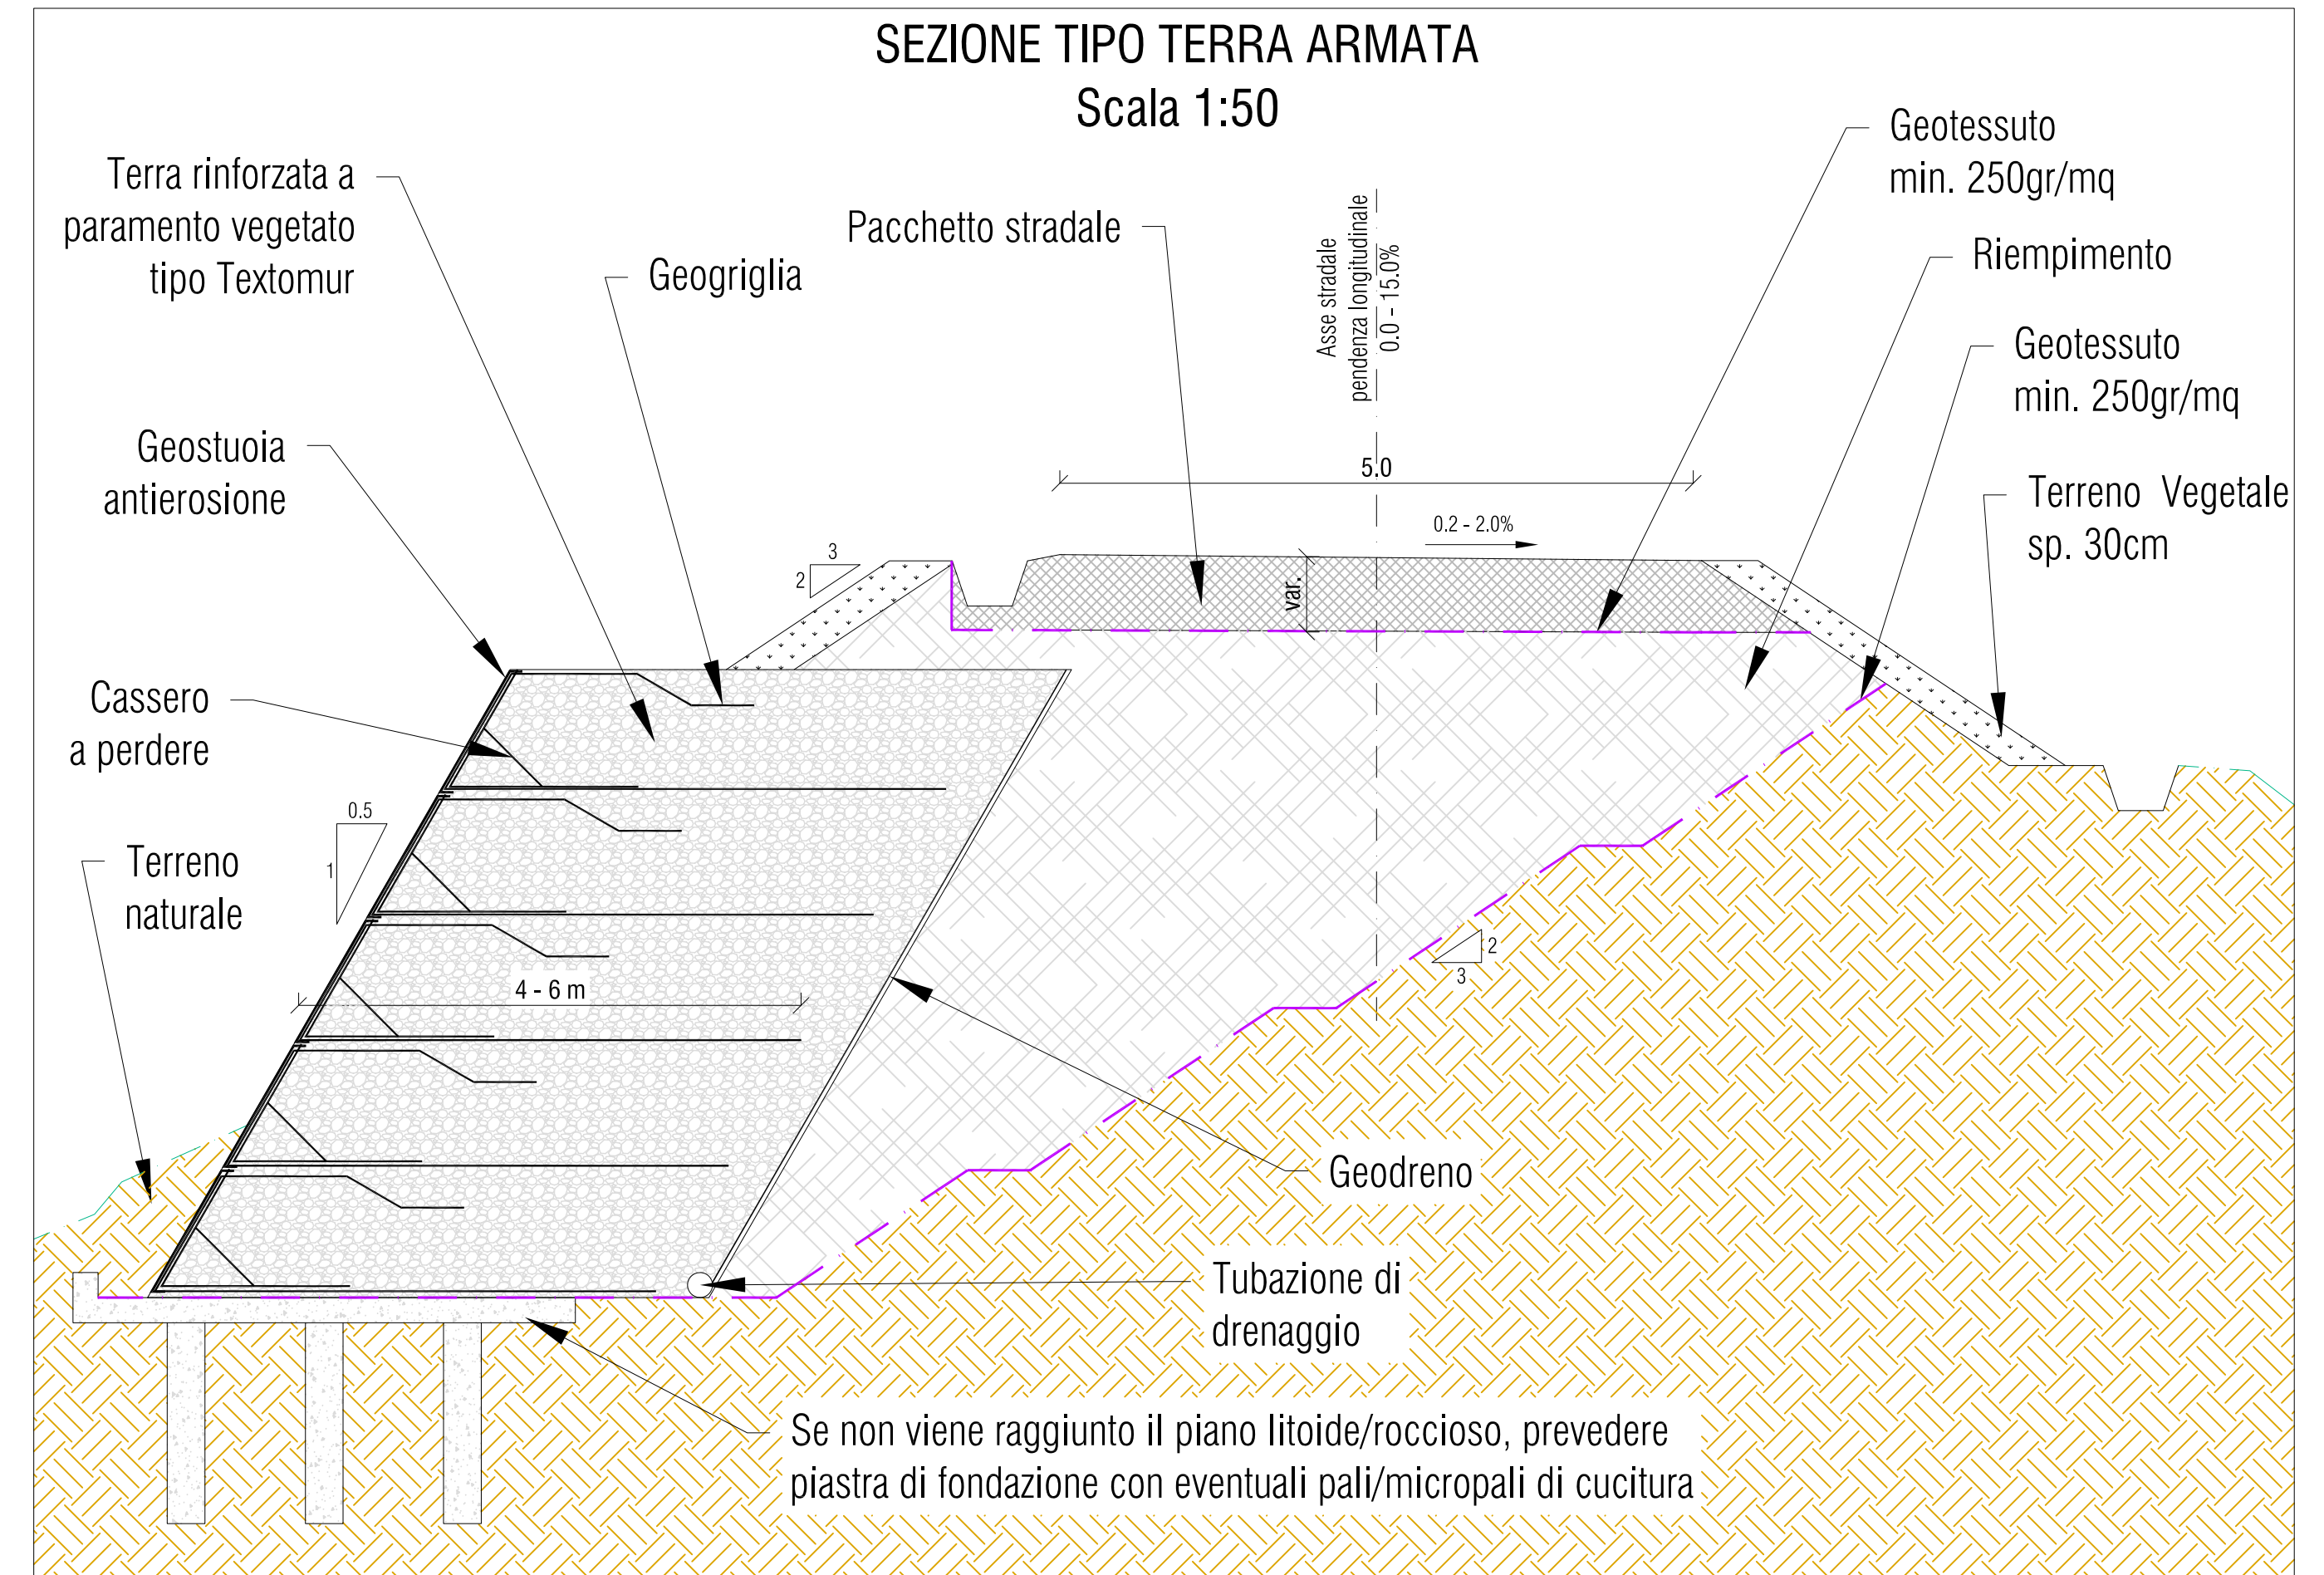 SEZIONE TIPO TERRA ARMATA
Scala 1:50
Terra rinforzata a
paramento vegetato
tipo Textomur
Geogriglia
Pacchetto stradale
Asse stradale
pendenza longitudinale
0.0 - 15.0%
Geotessuto
min. 250gr/mq
Riempimento
Geotessuto
min. 250gr/mq
Terreno Vegetale
sp. 30cm
Geostuoia
antierosione
5.0
0.2 - 2.0%
3
2
var.
Cassero
a perdere
0.5
1
Terreno
naturale
4 - 6 m
2
3
Geodreno
Tubazione di
drenaggio
Se non viene raggiunto il piano litoide/roccioso, prevedere
piastra di fondazione con eventuali pali/micropali di cucitura